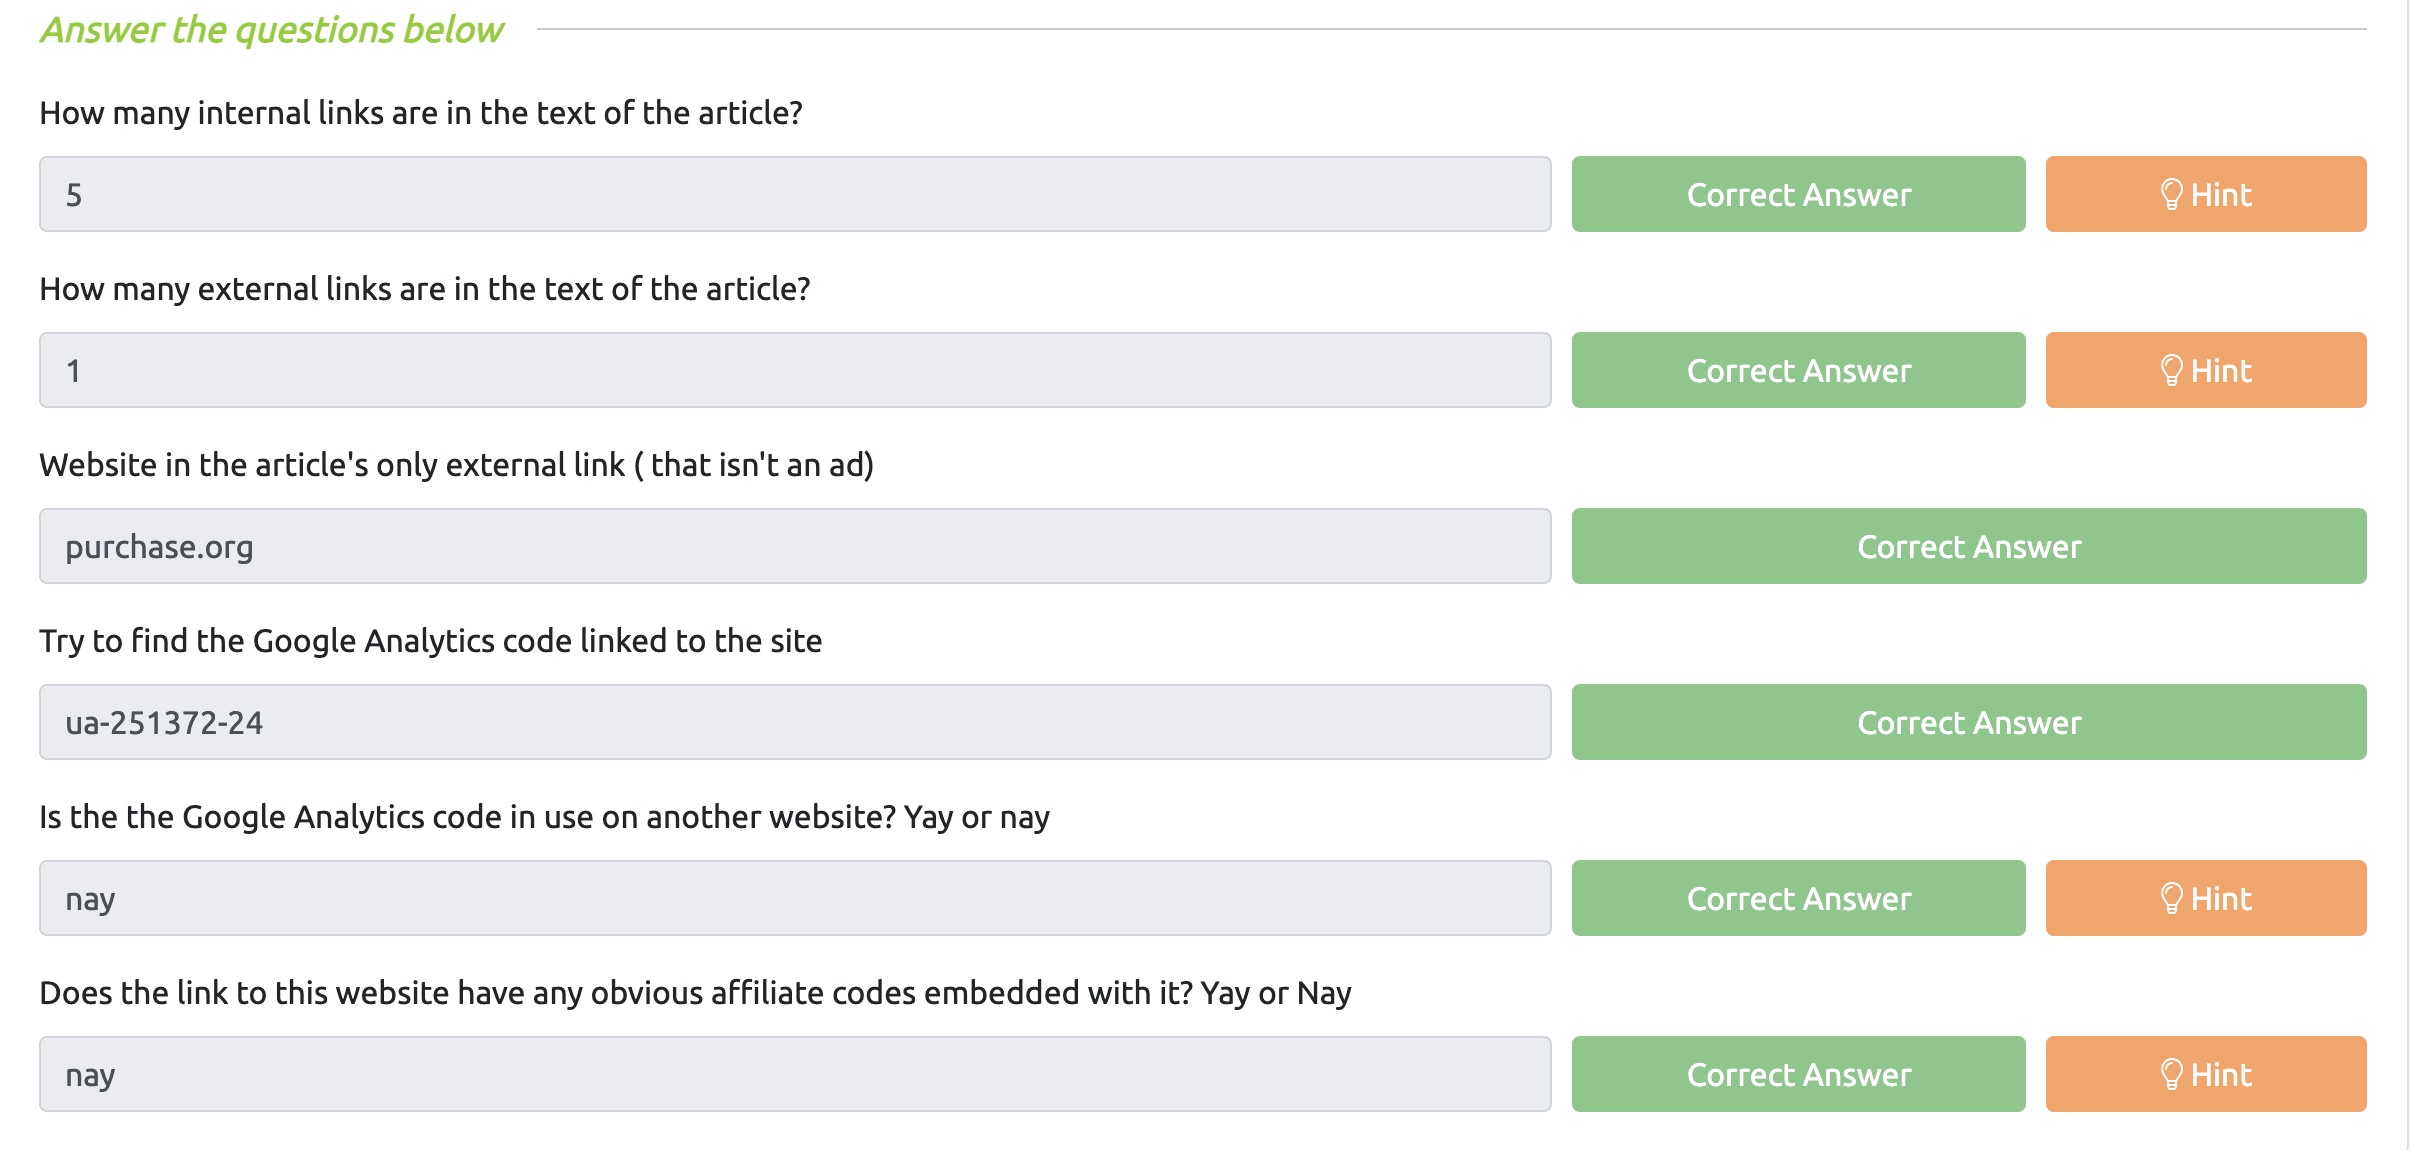 Answer the questions below
How many internal links are in the text of the article?
5
Correct Answer
Hint
How many external links are in the text of the article?
1
Correct Answer
Hint
Website in the article's only external link ( that isn't an ad)
purchase.org
Correct Answer
Try to find the Google Analytics code linked to the site
ua-251372-24
Correct Answer
Is the the Google Analytics code in use on another website? Yay or nay
nay
Correct Answer
Hint
Does the link to this website have any obvious affiliate codes embedded with it? Yay or Nay
nay
Correct Answer
Hint